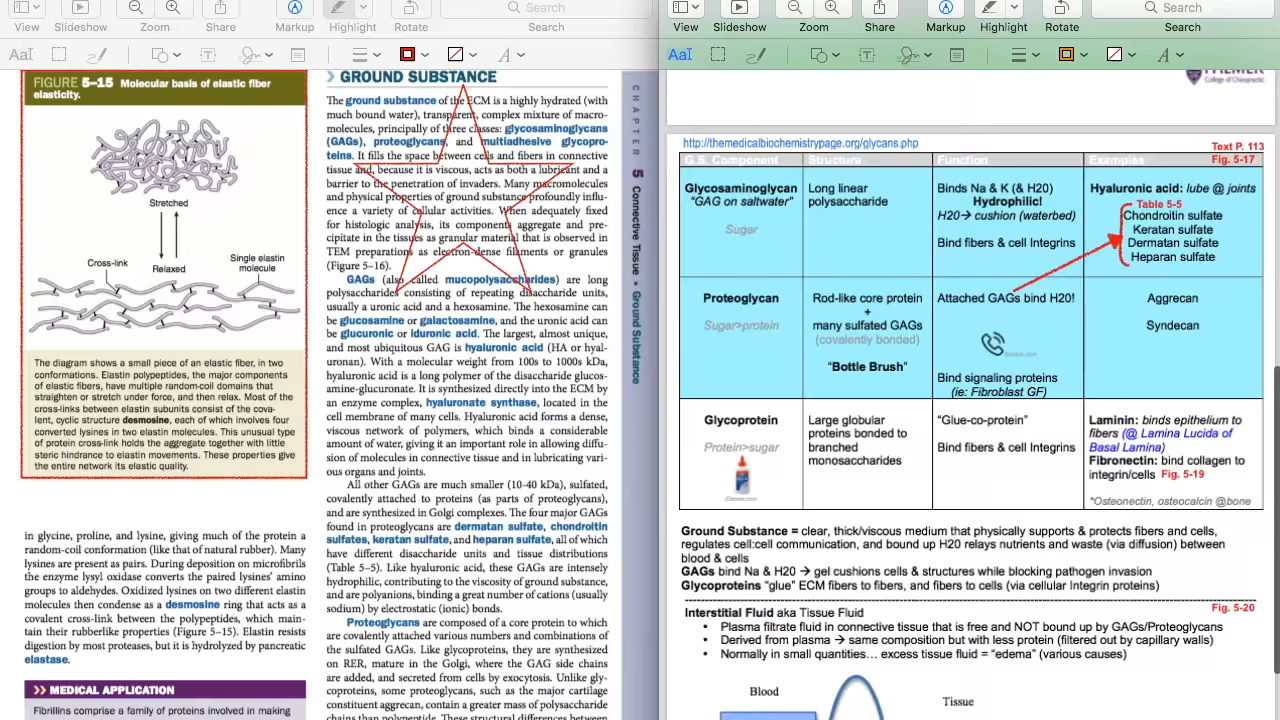 Search
Search
View
Slideshow
Zoom
Share
Markup
Highlight
Rotate
Search
View
Slideshow
Zoom
Share
Markup
Highlight
Rotate
Search
FIGURE 5–15 Molecular basis of elastic fiber
elasticity.
Stretched
Cross-link
Relaxed
Single elastin
molecule
The diagram shows a small piece of an elastic fiber, in two
conformations. Elastin polypeptides, the major components
of elastic fibers, have multiple random-coil domains that
straighten or stretch under force, and then relax. Most of the
cross-links between elastin subunits consist of the cova-
lent, cyclic structure desmosine, each of which involves four
converted lysines in two elastin molecules. This unusual type
of protein cross-link holds the aggregate together with little
steric hindrance to elastin movements. These properties give
the entire network its elastic quality.
in glycine, proline, and lysine, giving much of the protein a
random-coil conformation (like that of natural rubber). Many
lysines are present as pairs. During deposition on microfibrils
the enzyme lysyl oxidase converts the paired lysines' amino
groups to aldehydes. Oxidized lysines on two different elastin
molecules then condense as a desmosine ring that acts as a
covalent cross-link between the polypeptides, which main-
tain their rubberlike properties (Figure 5–15). Elastin resists
digestion by most proteases, but it is hydrolyzed by pancreatic
elastase.
›› MEDICAL APPLICATION
Fibrillins comprise a family of proteins involved in making
› GROUND SUBSTANCE
The ground substance of the ECM is a highly hydrated (with
much bound water), transparent, complex mixture of macro-
molecules, principally of three classes: glycosaminoglycans
(GAGs), proteoglycans, and multiadhesive glycopro-
teins. It fills the space between cells and fibers in connective
tissue and, because it is viscous, acts as both a lubricant and a
barrier to the penetration of invaders. Many macromolecules
and physical properties of ground substance profoundly influ-
ence a variety of cellular activities. When adequately fixed
for histologic analysis, its components aggregate and pre-
cipitate in the tissues as granular material that is observed in
TEM preparations as electron-dense filaments or granules
(Figure 5–16).
GAGs (also called mucopolysaccharides) are long
polysaccharides consisting of repeating disaccharide units,
usually a uronic acid and a hexosamine. The hexosamine can
be glucosamine or galactosamine, and the uronic acid can
be glucuronic or iduronic acid. The largest, almost unique,
and most ubiquitous GAG is hyaluronic acid (HA or hyal-
uronan). With a molecular weight from 100s to 1000s kDa,
hyaluronic acid is a long polymer of the disaccharide glucos-
amine-glucuronate. It is synthesized directly into the ECM by
an enzyme complex, hyaluronate synthase, located in the
cell membrane of many cells. Hyaluronic acid forms a dense,
viscous network of polymers, which binds a considerable
amount of water, giving it an important role in allowing diffu-
sion of molecules in connective tissue and in lubricating vari-
ous organs and joints.
All other GAGs are much smaller (10-40 kDa), sulfated,
covalently attached to proteins (as parts of proteoglycans),
and are synthesized in Golgi complexes. The four major GAGs
found in proteoglycans are dermatan sulfate, chondroitin
sulfates, keratan sulfate, and heparan sulfate, all of which
have different disaccharide units and tissue distributions
(Table 5–5). Like hyaluronic acid, these GAGs are intensely
hydrophilic, contributing to the viscosity of ground substance,
and are polyanions, binding a great number of cations (usually
sodium) by electrostatic (ionic) bonds.
Proteoglycans are composed of a core protein to which
are covalently attached various numbers and combinations of
the sulfated GAGs. Like glycoproteins, they are synthesized
on RER, mature in the Golgi, where the GAG side chains
are added, and secreted from cells by exocytosis. Unlike gly-
coproteins, some proteoglycans, such as the major cartilage
constituent aggrecan, contain a greater mass of polysaccharide
chains than polypeptide. These structural differences between
CHAPTER 5 Connective Tissue ▪ Ground Substance
College of Chiropractic
http://themedicalbiochemistrypage.org/glycans.php
Text P. 113
G.S. Component
Structure
Function
Examples
Fig. 5-17
Glycosaminoglycan
"GAG on saltwater"
Sugar
Long linear
polysaccharide
Binds Na & K (& H20)
Hydrophilic!
H20→ cushion (waterbed)
Bind fibers & cell Integrins
Hyaluronic acid: lube @ joints
Table 5-5
Chondroitin sulfate
Keratan sulfate
Dermatan sulfate
Heparan sulfate
Proteoglycan
Sugar>protein
Rod-like core protein
+
many sulfated GAGs
(covalently bonded)
"Bottle Brush"
Attached GAGs bind H20!
Bind signaling proteins
(ie: Fibroblast GF)
Aggrecan
Syndecan
Glycoprotein
Protein>sugar
Large globular
proteins bonded to
branched
monosaccharides
"Glue-co-protein"
Bind fibers & cell Integrins
Laminin: binds epithelium to
fibers (@ Lamina Lucida of
Basal Lamina)
Fibronectin: bind collagen to
integrin/cells Fig. 5-19
*Osteonectin, osteocalcin @bone
Ground Substance = clear, thick/viscous medium that physically supports & protects fibers and cells,
regulates cell:cell communication, and bound up H20 relays nutrients and waste (via diffusion) between
blood & cells
GAGs bind Na & H20 → gel cushions cells & structures while blocking pathogen invasion
Glycoproteins "glue" ECM fibers to fibers, and fibers to cells (via cellular Integrin proteins)
Fig. 5-20
Interstitial Fluid aka Tissue Fluid
• Plasma filtrate fluid in connective tissue that is free and NOT bound up by GAGs/Proteoglycans
• Derived from plasma → same composition but with less protein (filtered out by capillary walls)
• Normally in small quantities… excess tissue fluid = "edema" (various causes)
Blood
Tissue